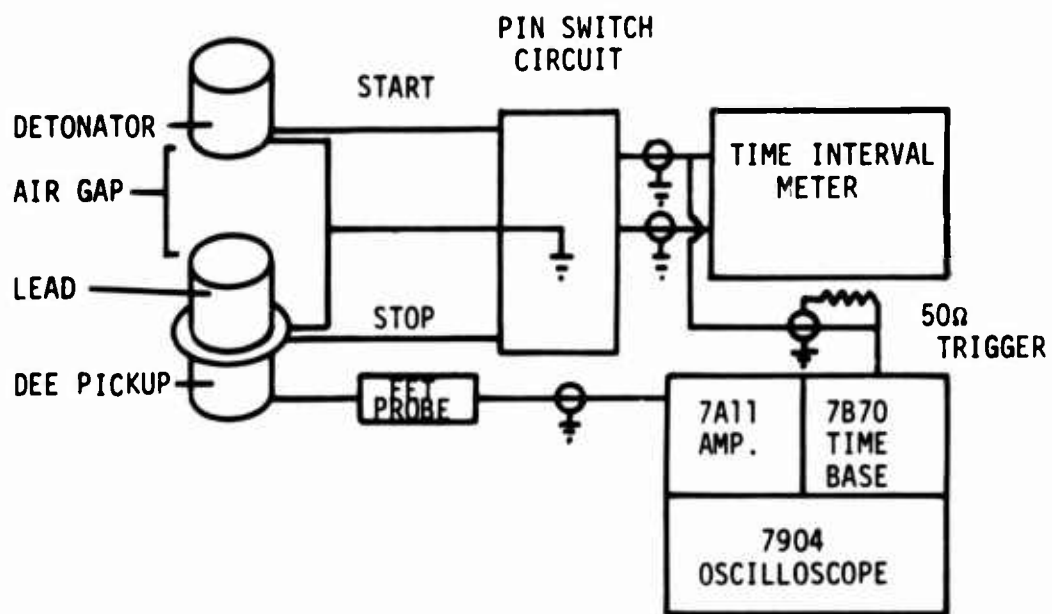 PIN SWITCH
CIRCUIT
START
DETONATOR
AIR GAP
TIME INTERVAL
METER
LEAD
STOP
50Ω
TRIGGER
DEE PICKUP
FET
PROBE
7A11
AMP.
7B70
TIME
BASE
7904
OSCILLOSCOPE